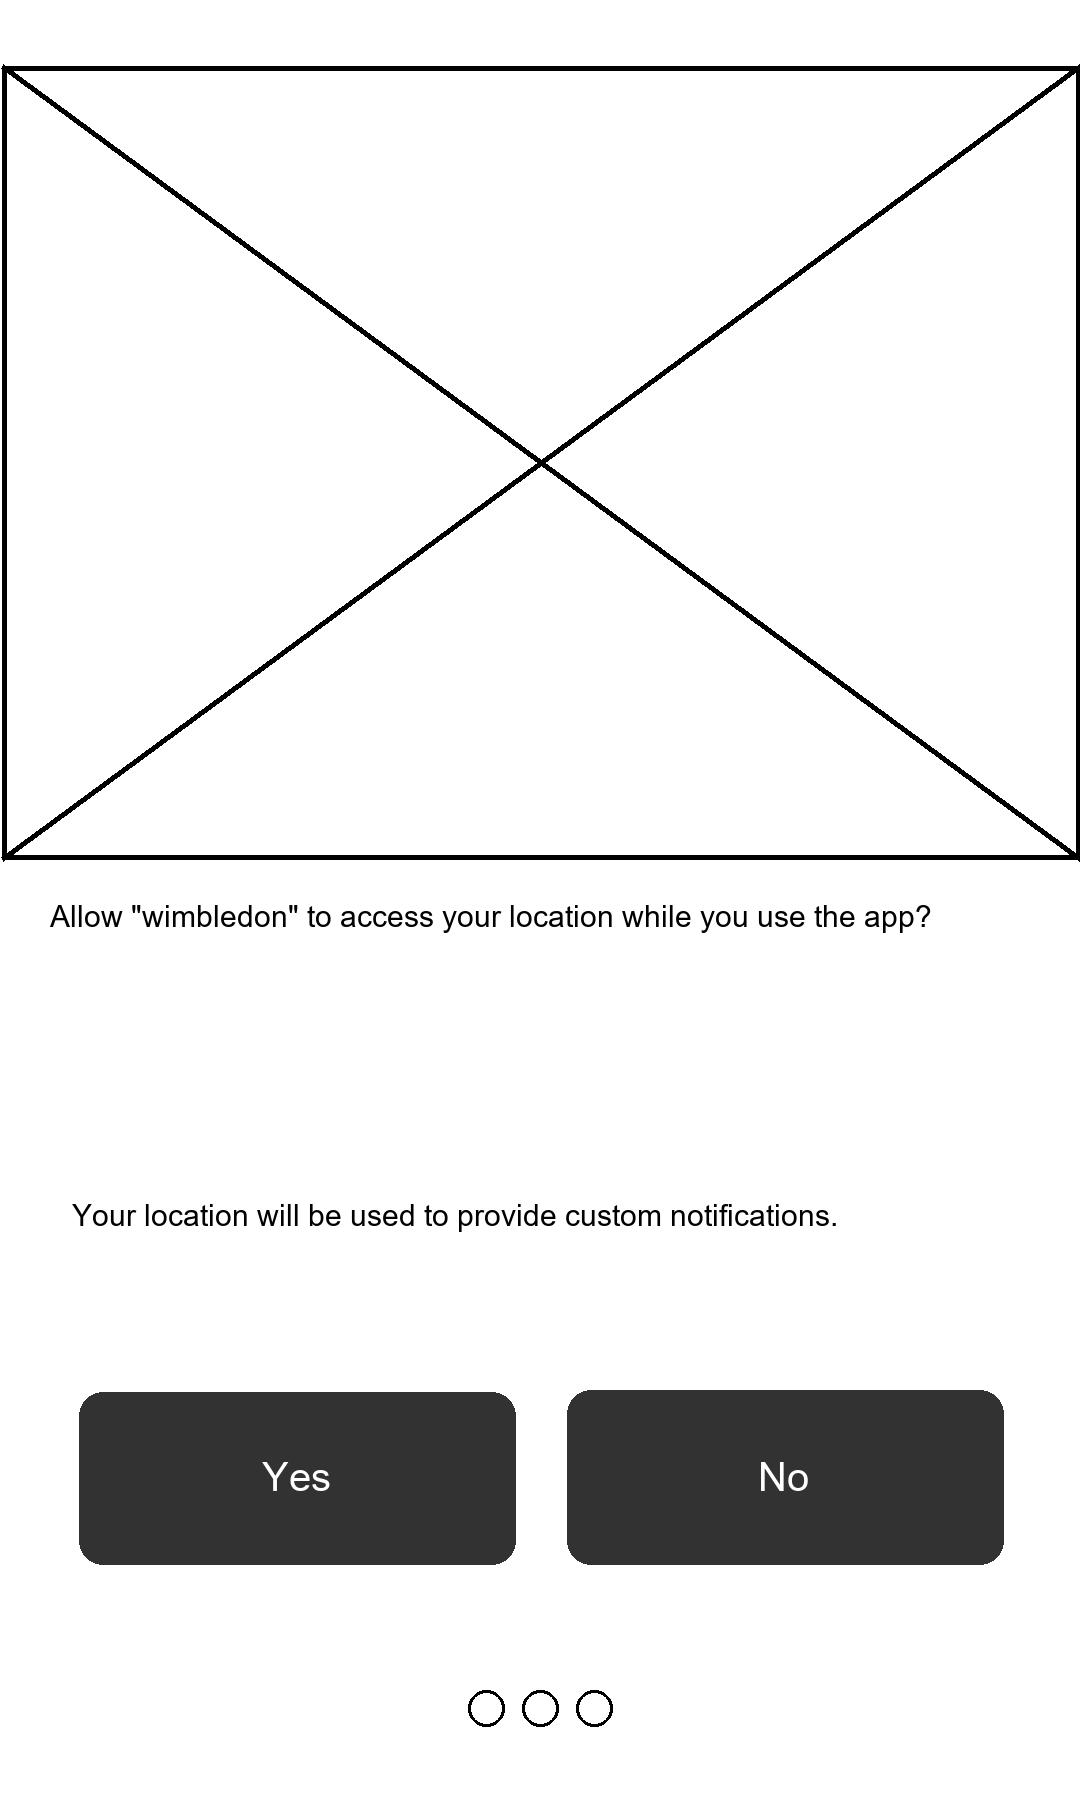 Allow "wimbledon" to access your location while you use the app?
Your location will be used to provide custom notifications.
Yes
No